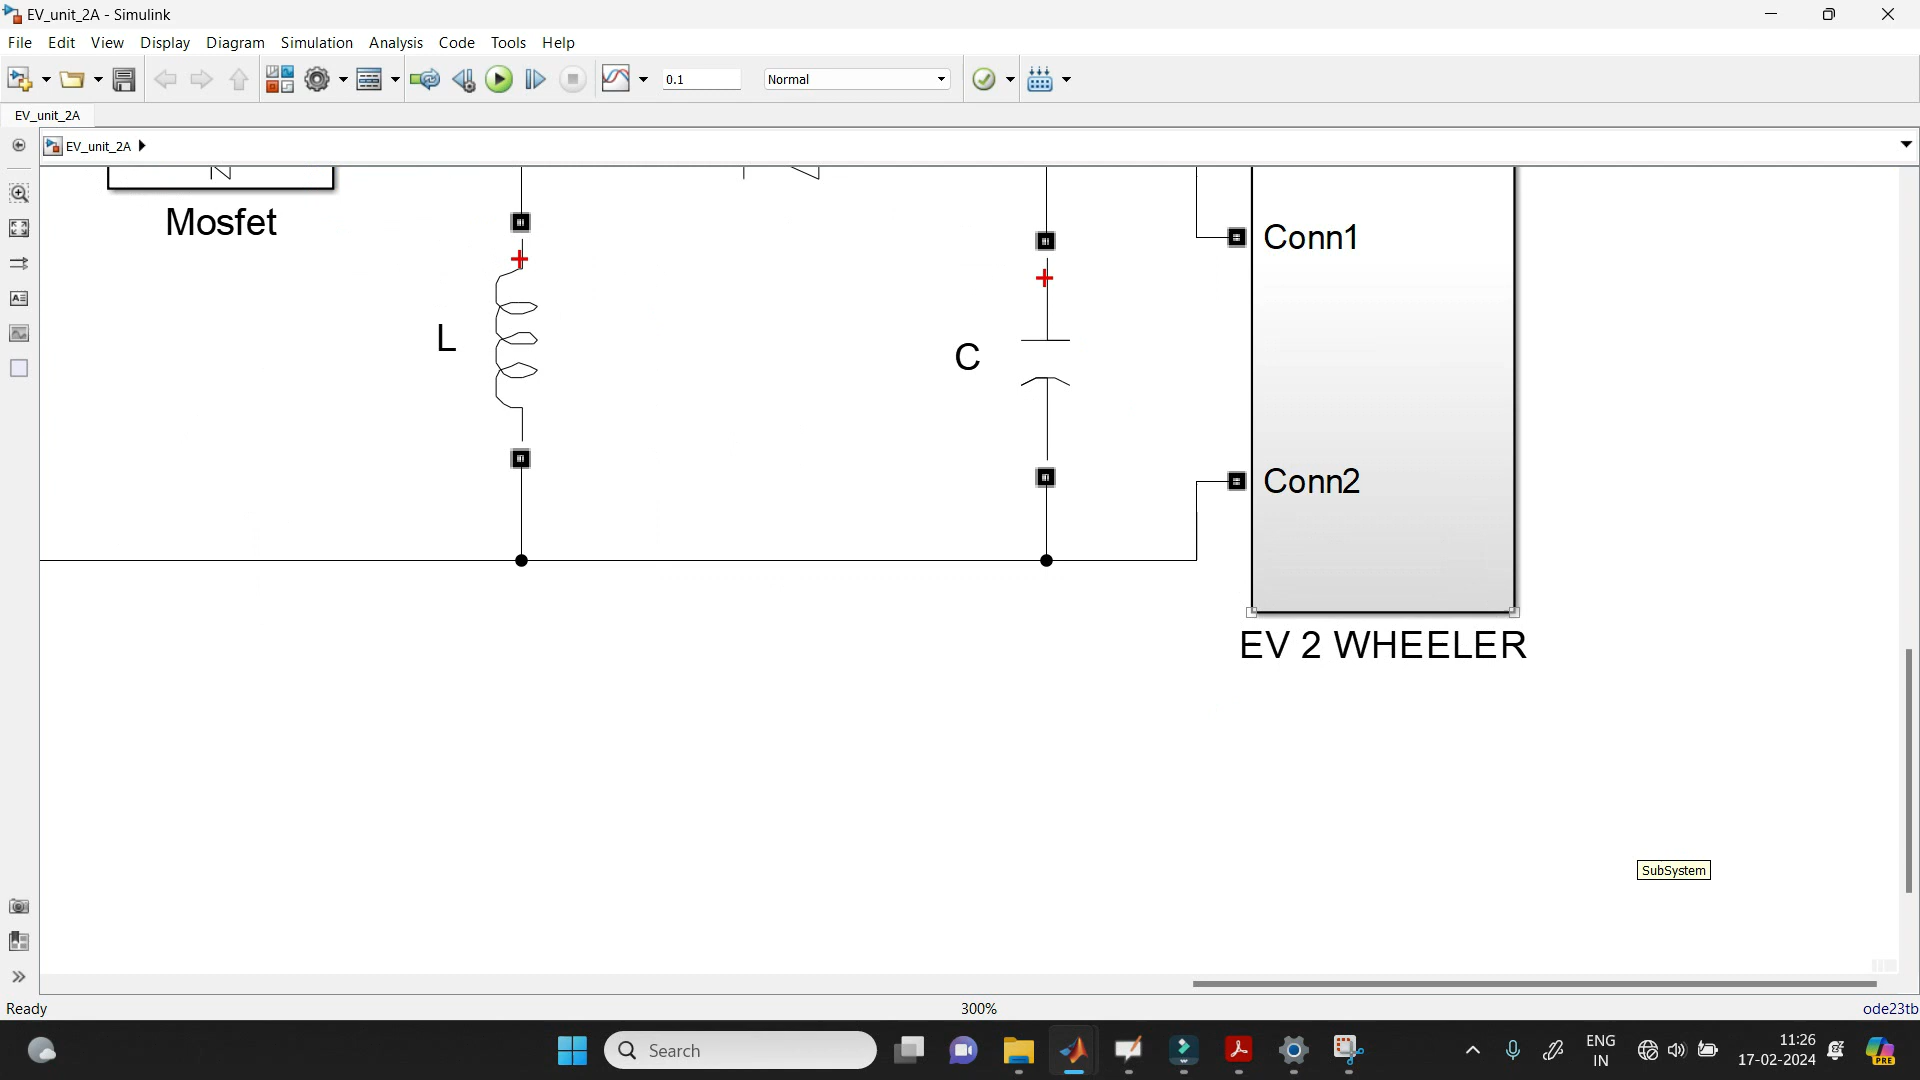 EV_unit_2A - Simulink
File Edit View Display Diagram Simulation Analysis Code Tools Help
0.1 Normal
EV_unit_2A
EV_unit_2A
Mosfet
Conn1
L
C
Conn2
EV 2 WHEELER
SubSystem
Ready 300% ode23tb
Search
ENG
IN
11:26
17-02-2024
PRE